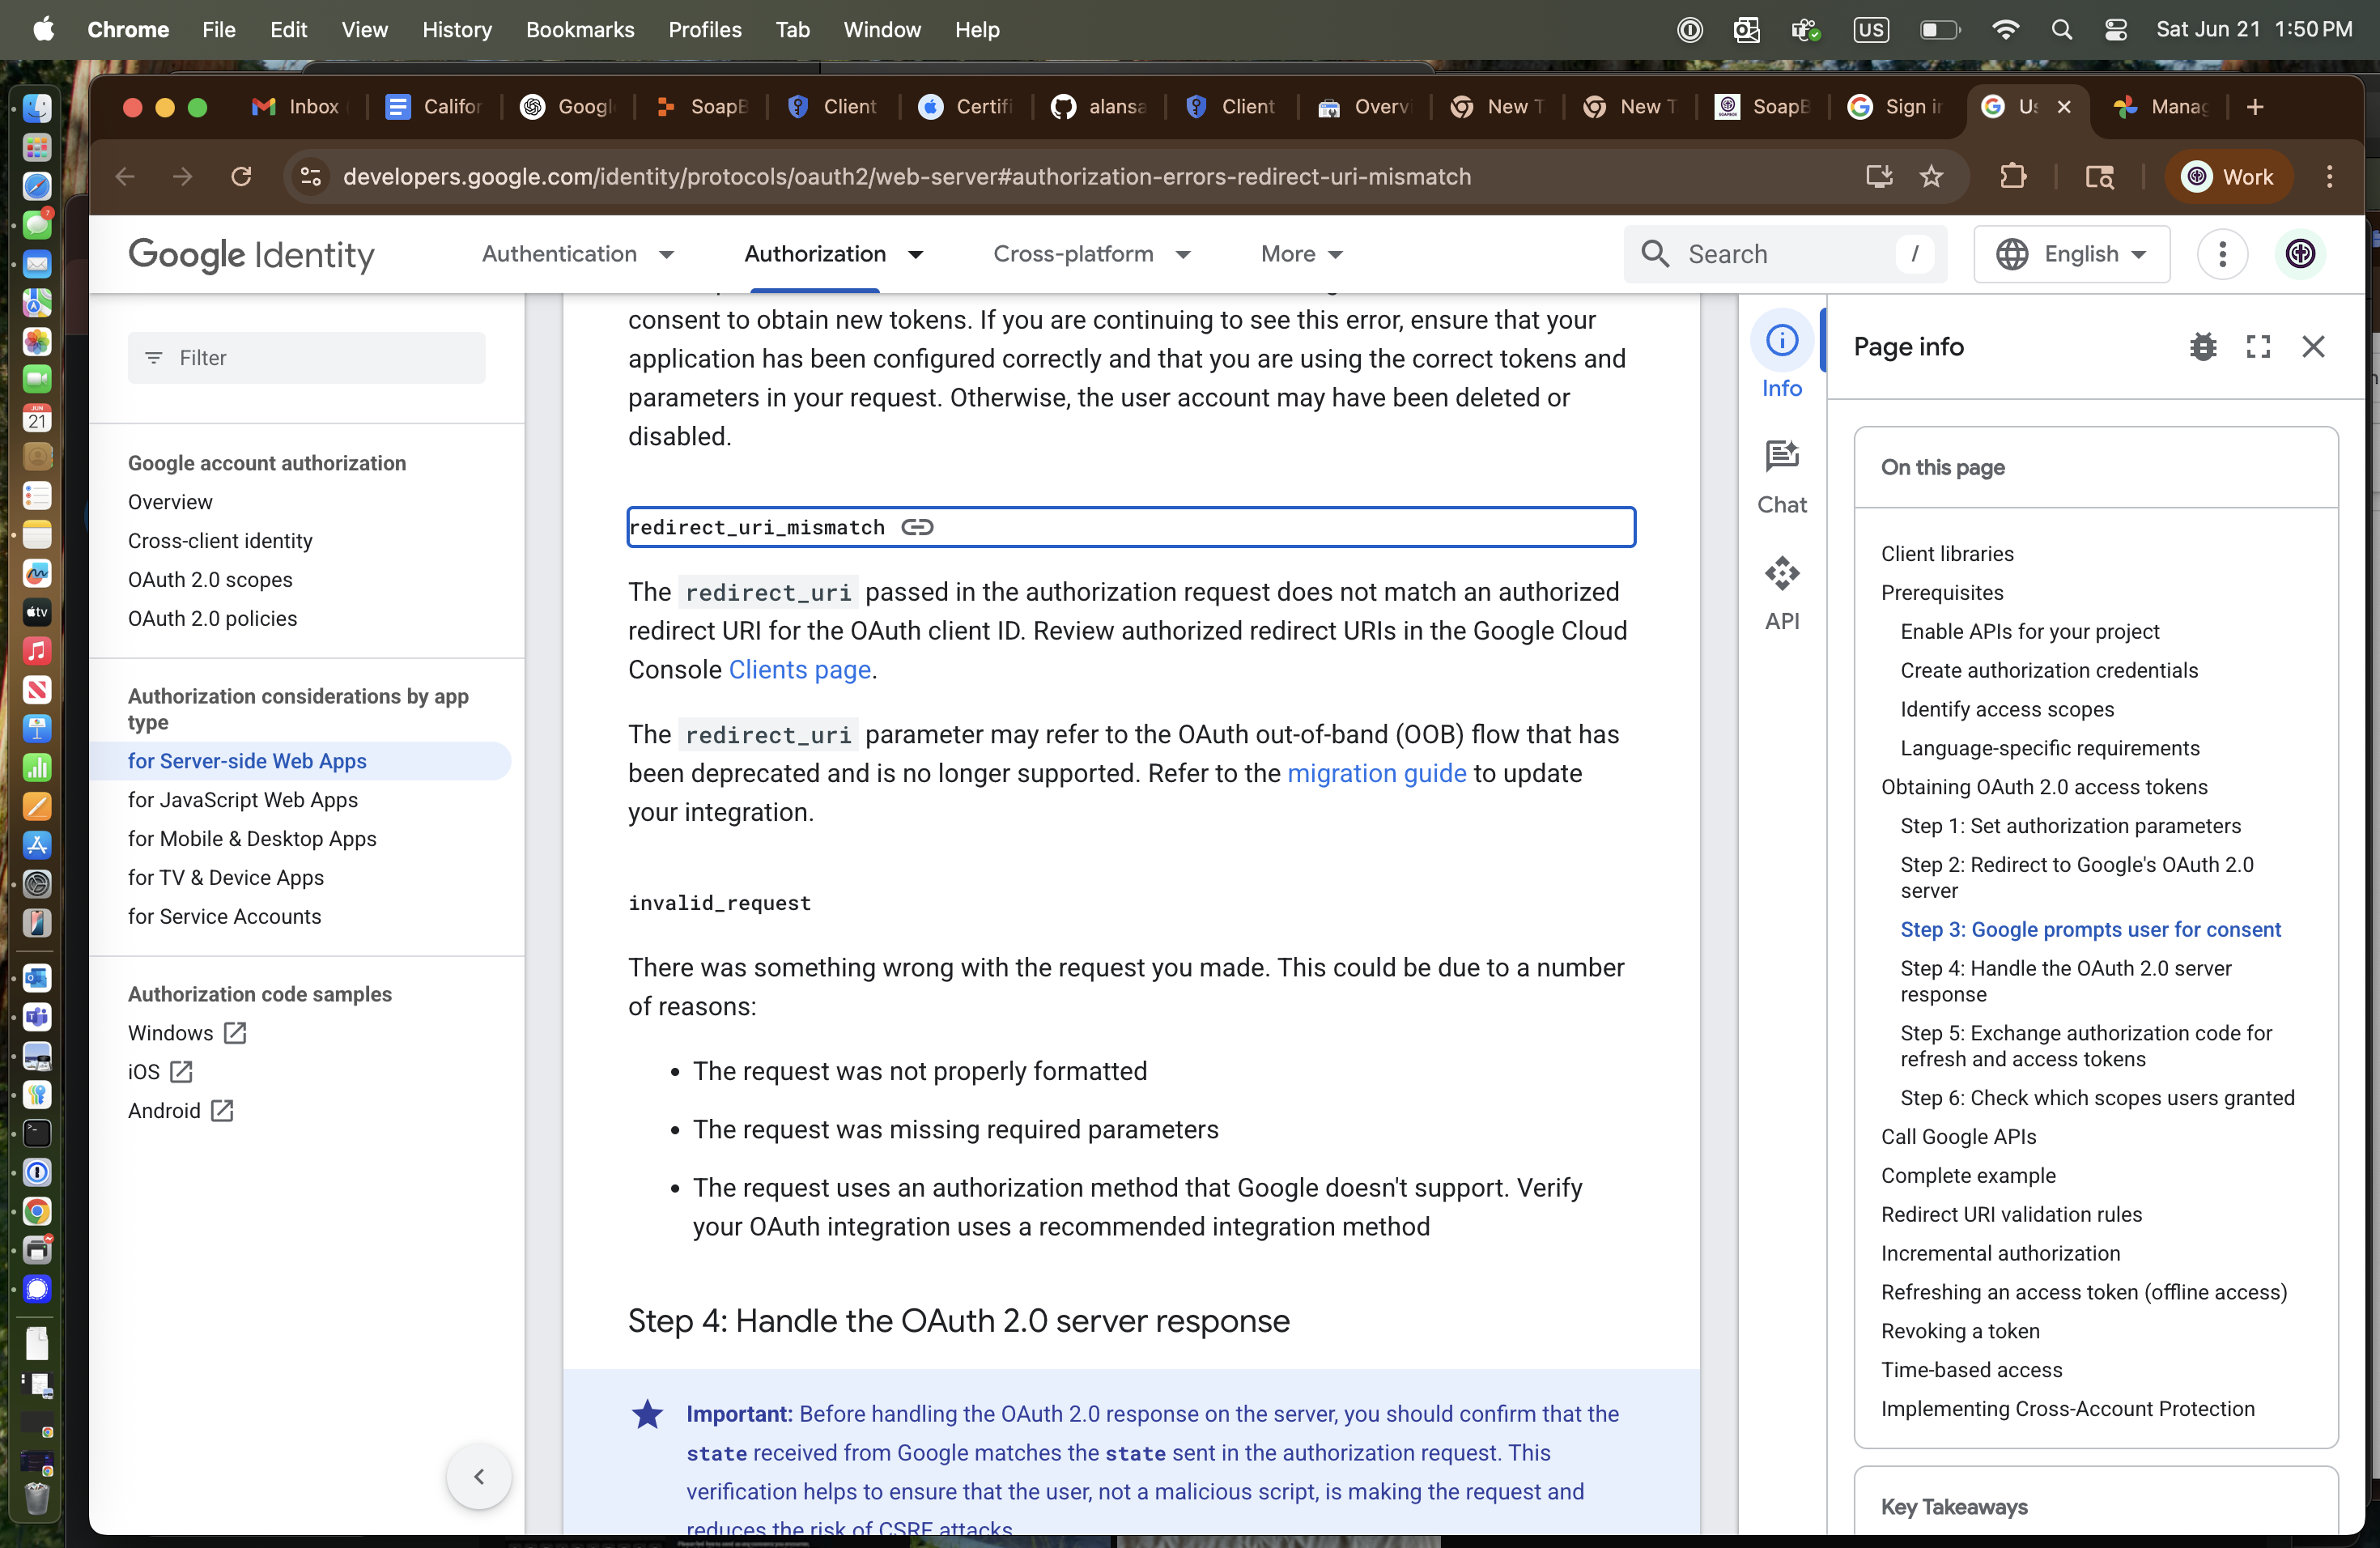 Chrome File Edit View History Bookmarks Profiles Tab Window Help
US Sat Jun 21 1:50 PM
Inbox Califor Googl SoapB Client Certifi alansa Client Overv New T New T SoapB Sign in Us Manag
developers.google.com/identity/protocols/oauth2/web-server#authorization-errors-redirect-uri-mismatch
Work
Google Identity
Authentication Authorization Cross-platform More
Search / English
Filter
Google account authorization
Overview
Cross-client identity
OAuth 2.0 scopes
OAuth 2.0 policies
Authorization considerations by app
type
for Server-side Web Apps
for JavaScript Web Apps
for Mobile & Desktop Apps
for TV & Device Apps
for Service Accounts
Authorization code samples
Windows
iOS
Android
consent to obtain new tokens. If you are continuing to see this error, ensure that your
application has been configured correctly and that you are using the correct tokens and
parameters in your request. Otherwise, the user account may have been deleted or
disabled.
redirect_uri_mismatch
The redirect_uri passed in the authorization request does not match an authorized
redirect URI for the OAuth client ID. Review authorized redirect URIs in the Google Cloud
Console Clients page.
The redirect_uri parameter may refer to the OAuth out-of-band (OOB) flow that has
been deprecated and is no longer supported. Refer to the migration guide to update
your integration.
invalid_request
There was something wrong with the request you made. This could be due to a number
of reasons:
• The request was not properly formatted
• The request was missing required parameters
• The request uses an authorization method that Google doesn't support. Verify
your OAuth integration uses a recommended integration method
Step 4: Handle the OAuth 2.0 server response
Important: Before handling the OAuth 2.0 response on the server, you should confirm that the
state received from Google matches the state sent in the authorization request. This
verification helps to ensure that the user, not a malicious script, is making the request and
reduces the risk of CSRF attacks.
Info
Chat
API
Page info
On this page
Client libraries
Prerequisites
Enable APIs for your project
Create authorization credentials
Identify access scopes
Language-specific requirements
Obtaining OAuth 2.0 access tokens
Step 1: Set authorization parameters
Step 2: Redirect to Google's OAuth 2.0
server
Step 3: Google prompts user for consent
Step 4: Handle the OAuth 2.0 server
response
Step 5: Exchange authorization code for
refresh and access tokens
Step 6: Check which scopes users granted
Call Google APIs
Complete example
Redirect URI validation rules
Incremental authorization
Refreshing an access token (offline access)
Revoking a token
Time-based access
Implementing Cross-Account Protection
Key Takeaways
7
JUN
21
tv